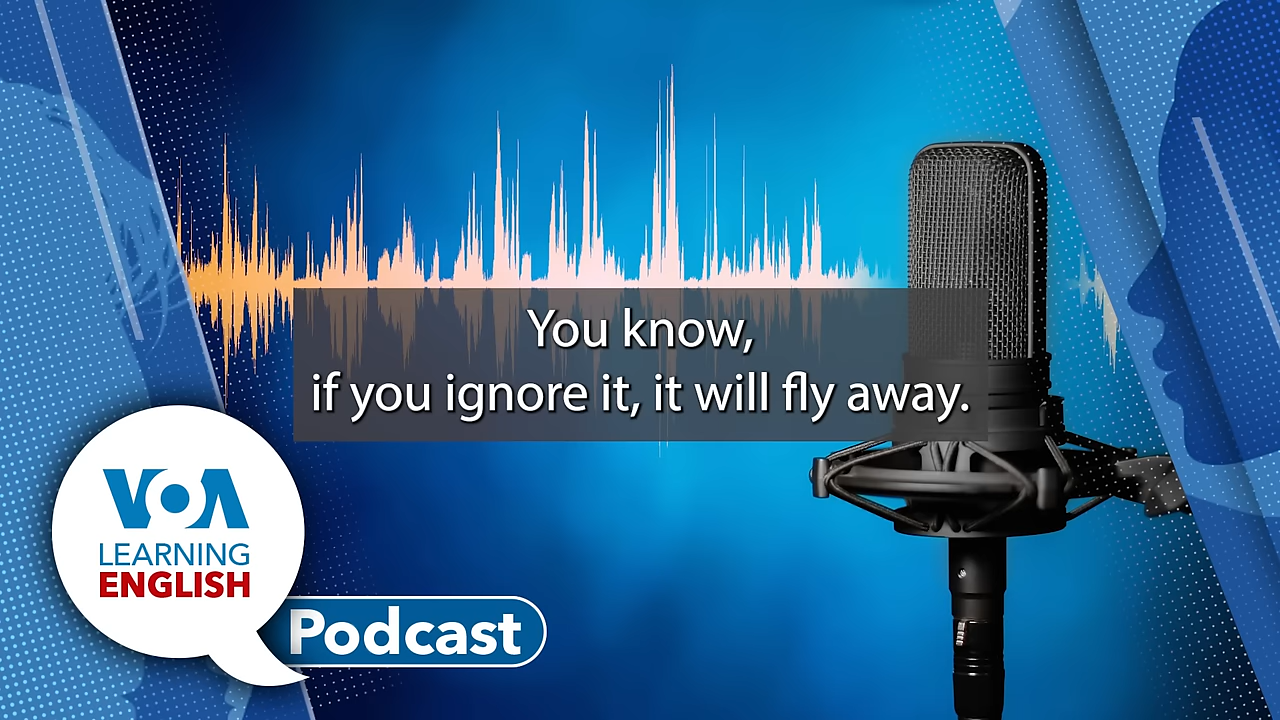 You know,
if you ignore it, it will fly away.
VOA
LEARNING
ENGLISH
Podcast